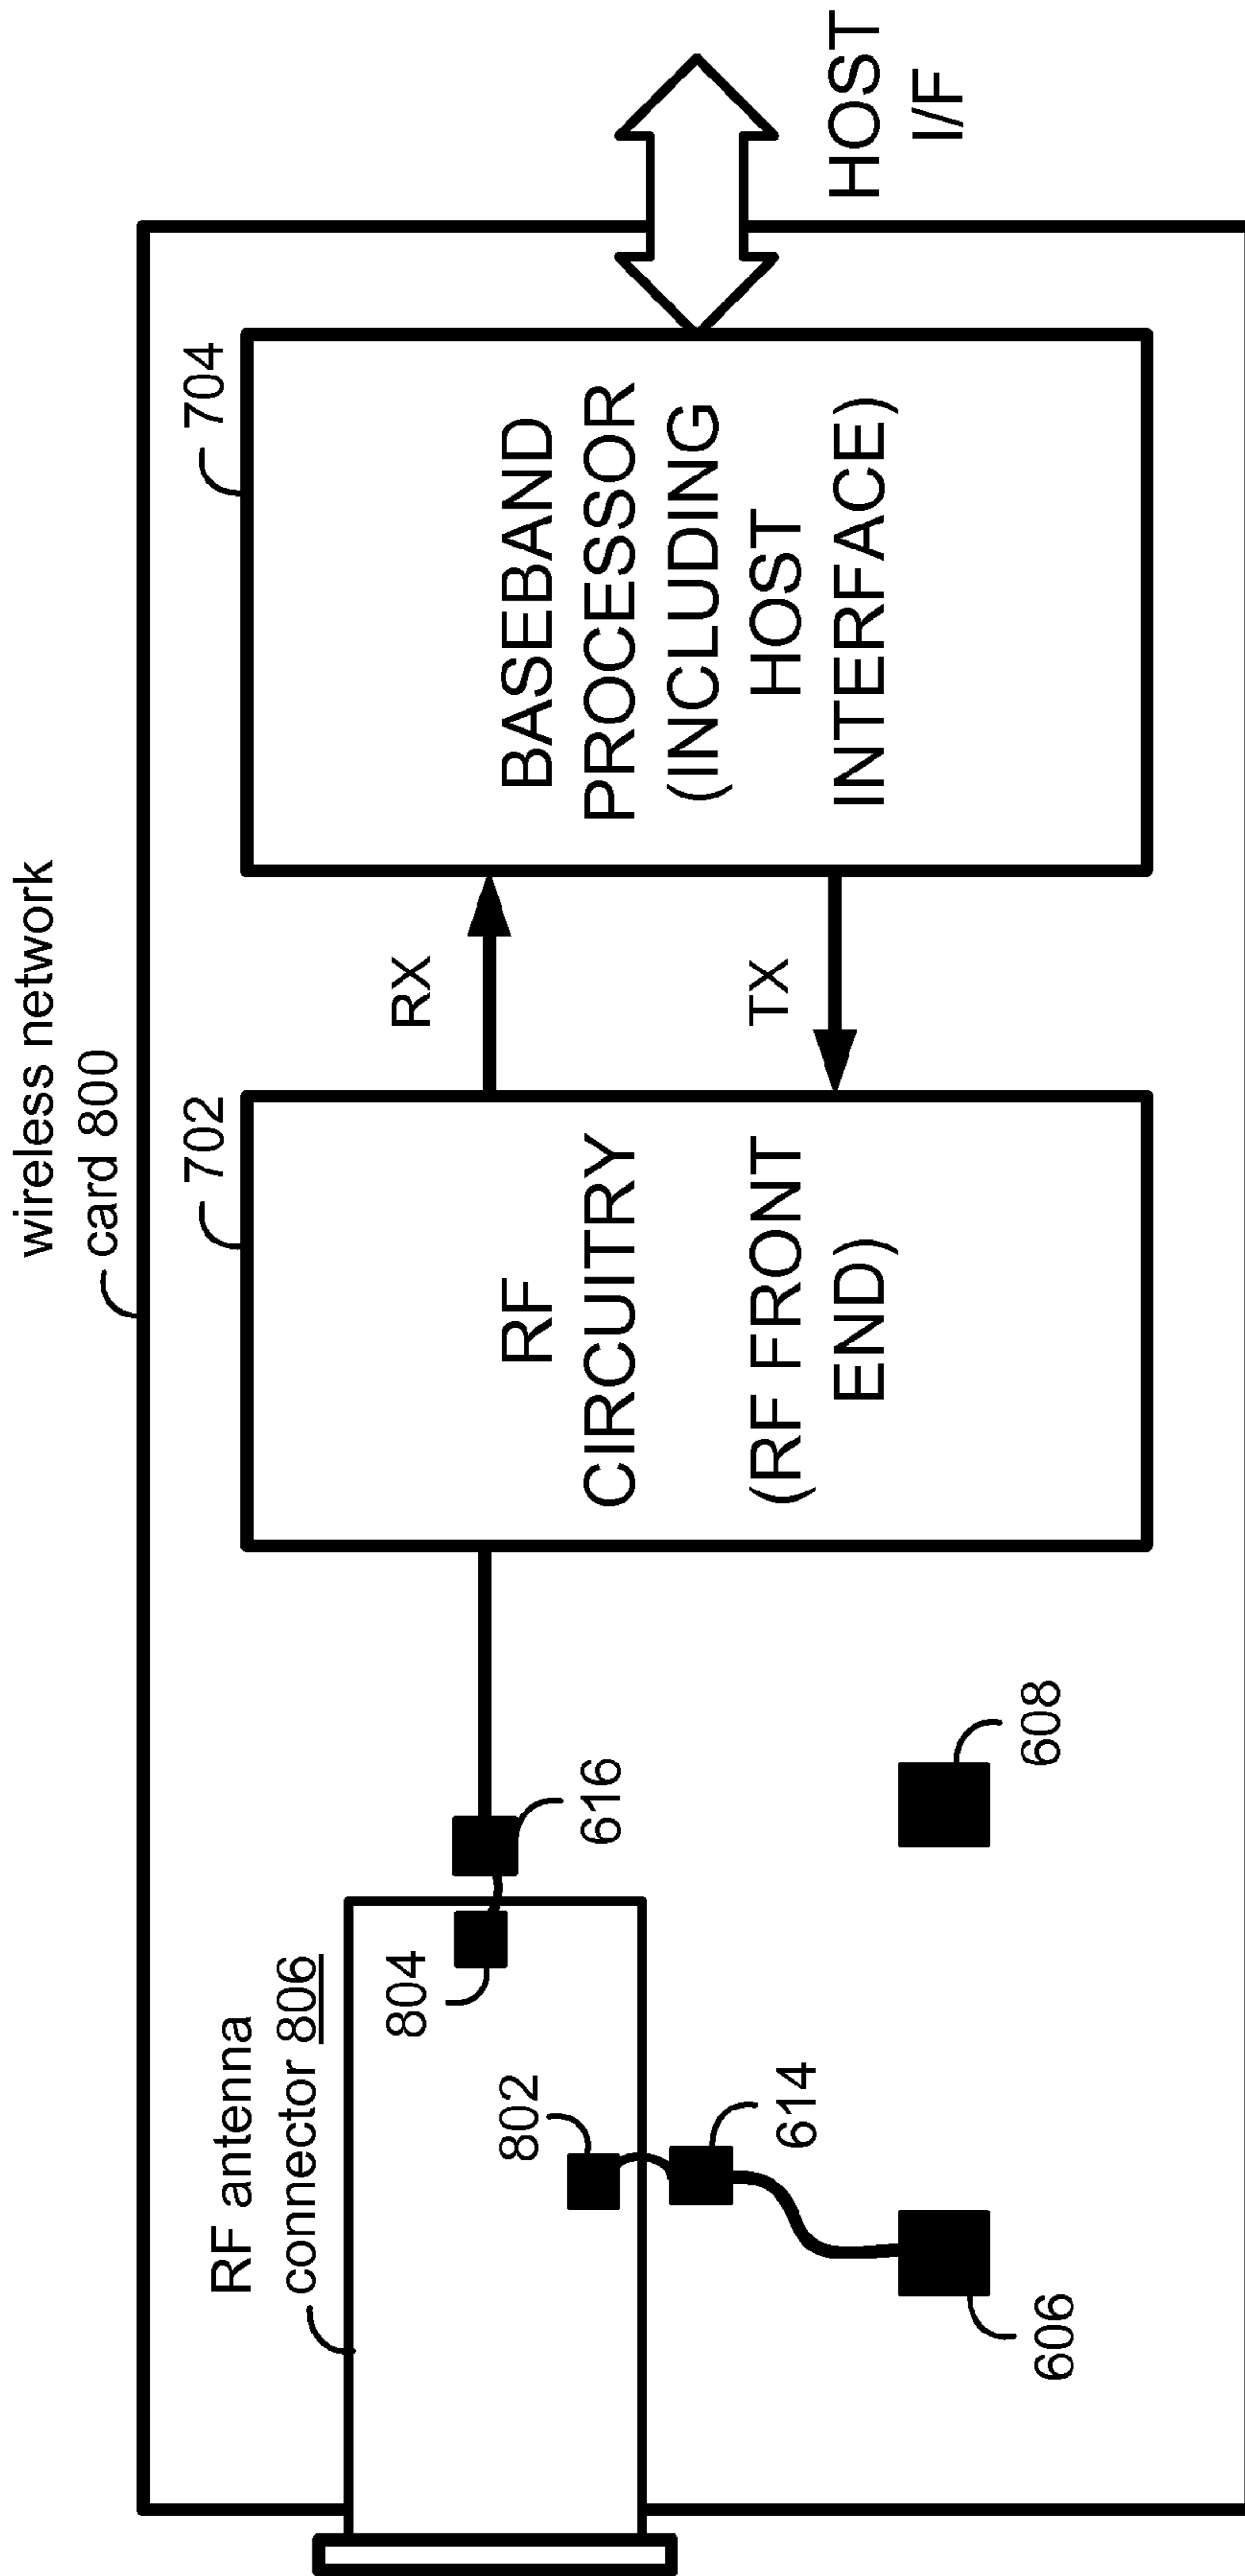 wireless network
card 800
RF antenna
connector 806
804
616
802
614
606
608
702
RF
CIRCUITRY
(RF FRONT
END)
RX
TX
704
BASEBAND
PROCESSOR
(INCLUDING
HOST
INTERFACE)
HOST
I/F